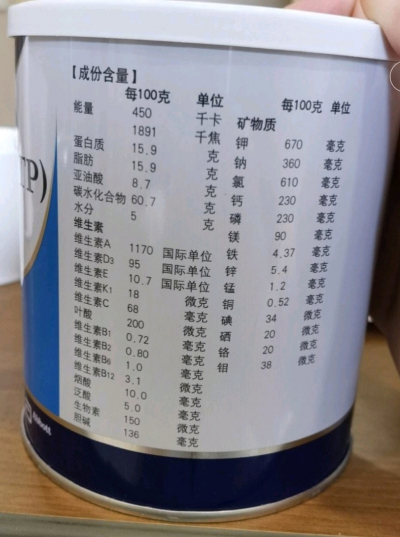 【成份含量】
每100克 单位
能量 450 千卡
1891 千焦
蛋白质 15.9 克
脂肪 15.9 克
亚油酸 8.7 克
碳水化合物 60.7 克
水分 5 克
维生素
维生素A 1170 国际单位
维生素D₃ 95 国际单位
维生素E 10.7 国际单位
维生素K₁ 18 微克
维生素C 68 毫克
叶酸 200 微克
维生素B₁ 0.72 毫克
维生素B₂ 0.80 毫克
维生素B₆ 1.0 毫克
维生素B₁₂ 3.1 微克
烟酸 10.0 毫克
泛酸 5.0 毫克
生物素 150 微克
胆碱 136 毫克
每100克 单位
矿物质
钾 670 毫克
钠 360 毫克
氯 610 毫克
钙 230 毫克
磷 230 毫克
镁 90 毫克
铁 4.37 毫克
锌 5.4 毫克
锰 1.2 毫克
铜 0.52 毫克
碘 34 微克
硒 20 微克
铬 20 微克
钼 38 微克
TP)
Abbott